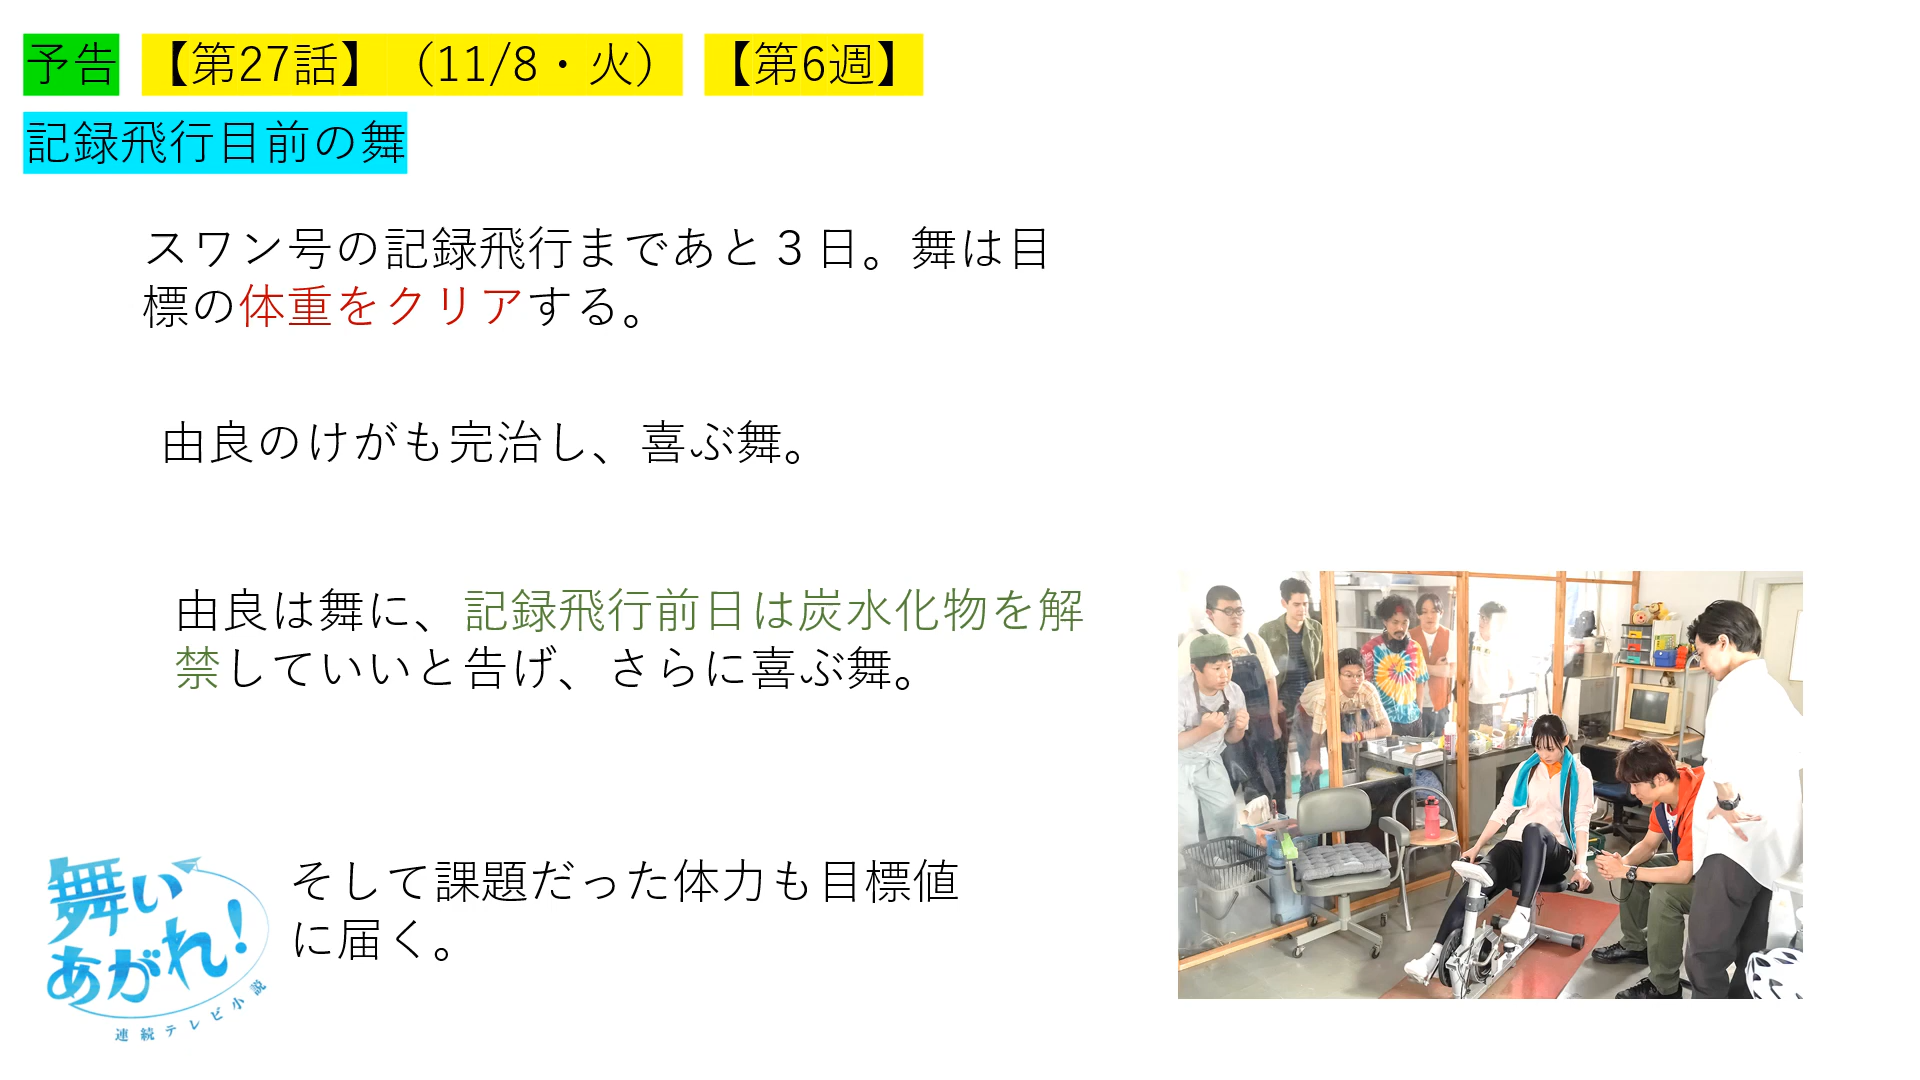 予告 【第27話】（11/8・火） 【第6週】
記録飛行目前の舞
スワン号の記録飛行まであと３日。舞は目
標の体重をクリアする。
由良のけがも完治し、喜ぶ舞。
由良は舞に、記録飛行前日は炭水化物を解
禁していいと告げ、さらに喜ぶ舞。
そして課題だった体力も目標値
に届く。
舞い
あがれ！
連続テレビ小説